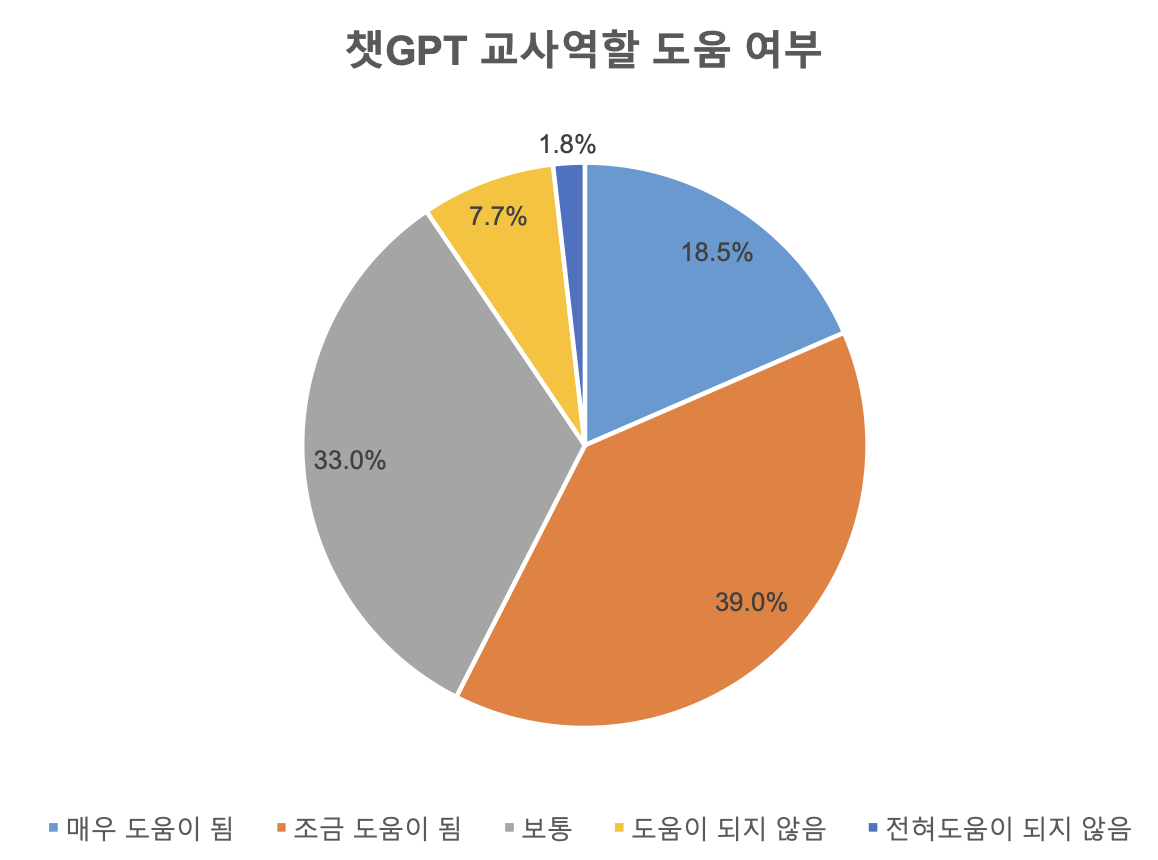 챗GPT 교사역할 도움 여부
1.8%
7.7%
18.5%
33.0%
39.0%
매우 도움이 됨 조금 도움이 됨 보통 도움이 되지 않음 전혀도움이 되지 않음